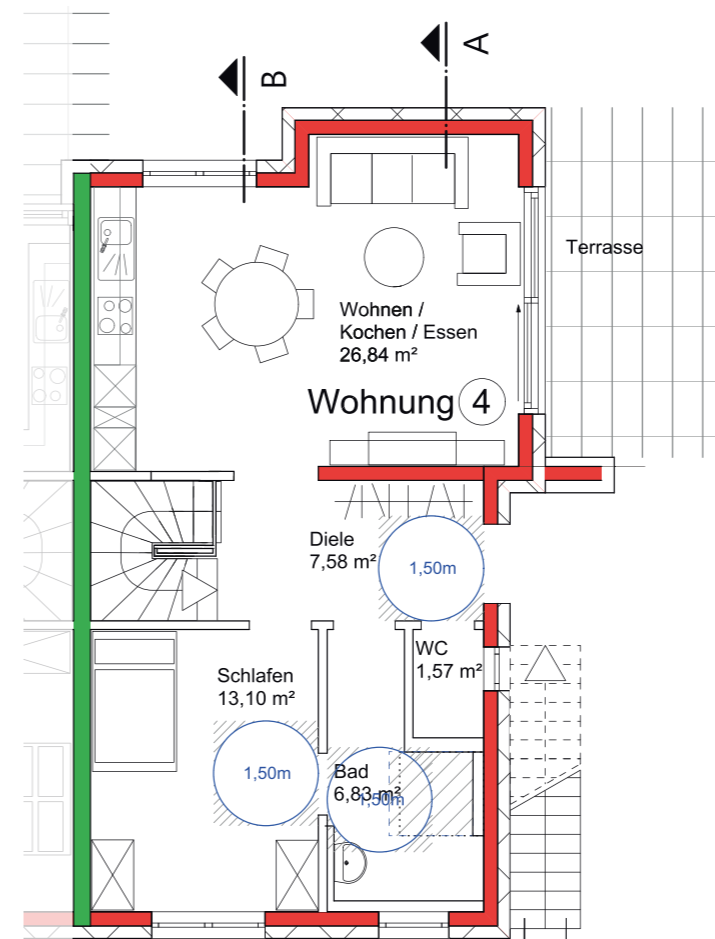 B
A
Terrasse
Wohnen /
Kochen / Essen
26,84 m²
Wohnung 4
Diele
7,58 m²
1,50m
WC
1,57 m²
Schlafen
13,10 m²
1,50m
Bad
6,83 m²
1,50m